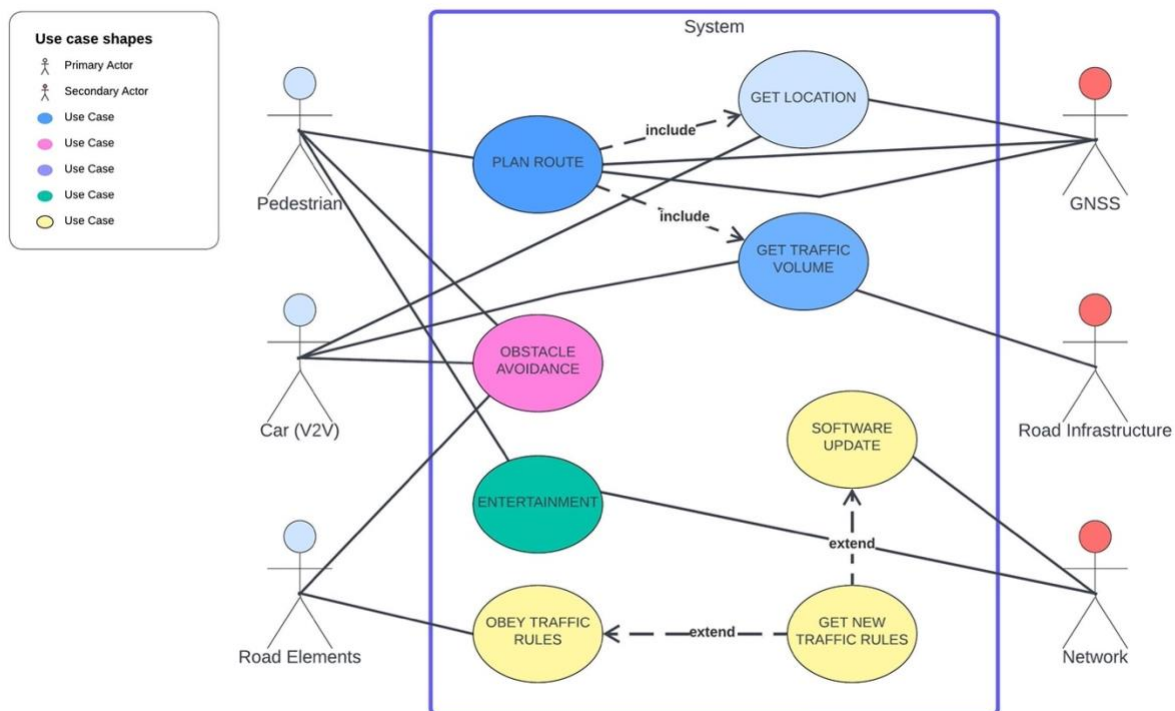 Use case shapes
Primary Actor
Secondary Actor
Use Case
Use Case
Use Case
Use Case
Use Case
System
Pedestrian
Car (V2V)
Road Elements
PLAN ROUTE
include
include
GET LOCATION
GET TRAFFIC
VOLUME
OBSTACLE
AVOIDANCE
ENTERTAINMENT
SOFTWARE
UPDATE
extend
OBEY TRAFFIC
RULES
extend
GET NEW
TRAFFIC RULES
GNSS
Road Infrastructure
Network